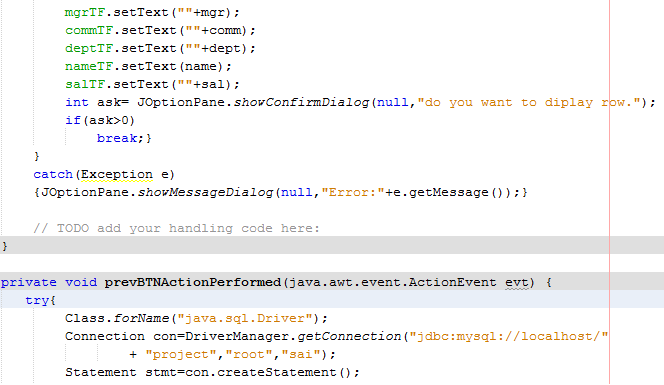 mgrTF.setText(""+mgr);
commTF.setText(""+comm);
deptTF.setText(""+dept);
nameTF.setText(name);
salTF.setText(""+sal);
int ask= JOptionPane.showConfirmDialog(null,"do you want to diplay row.");
if(ask>0)
break;}
}
catch(Exception e)
{JOptionPane.showMessageDialog(null,"Error:"+e.getMessage());}
// TODO add your handling code here:
}
private void prevBTNActionPerformed(java.awt.event.ActionEvent evt) {
try{
Class.forName("java.sql.Driver");
Connection con=DriverManager.getConnection("jdbc:mysql://localhost/"
+ "project","root","sai");
Statement stmt=con.createStatement();